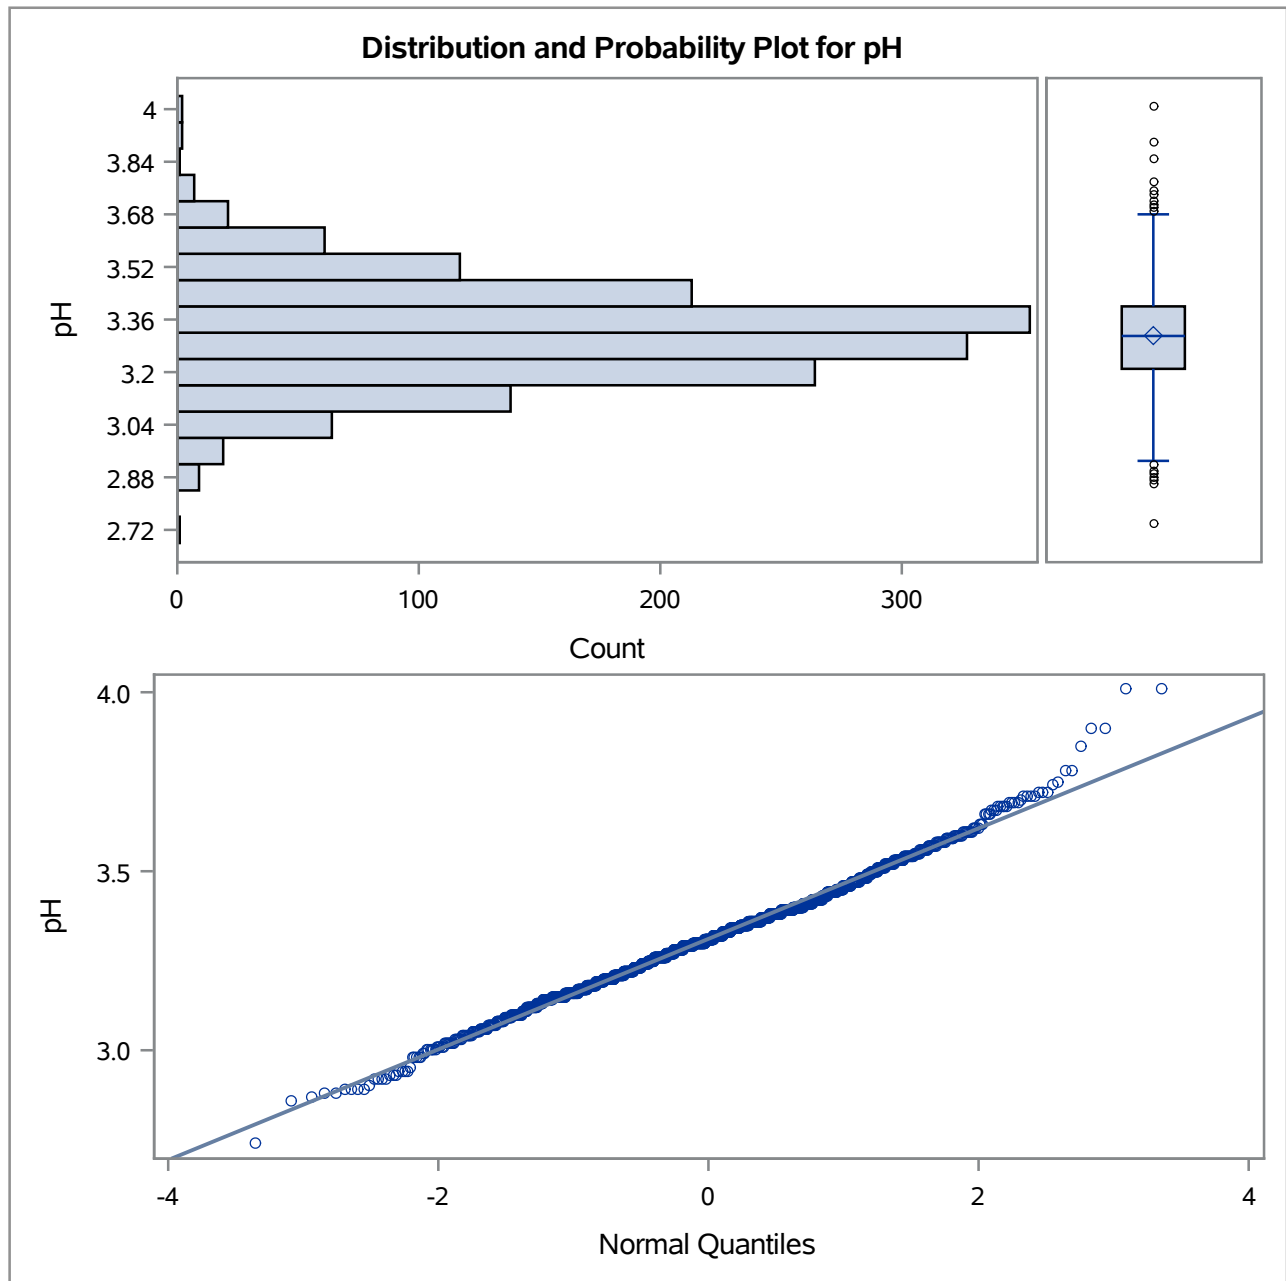 Distribution and Probability Plot for pH
4
3.84
3.68
3.52
3.36
3.2
3.04
2.88
2.72
pH
0 100 200 300
Count
4.0
3.5
3.0
pH
-4 -2 0 2 4
Normal Quantiles